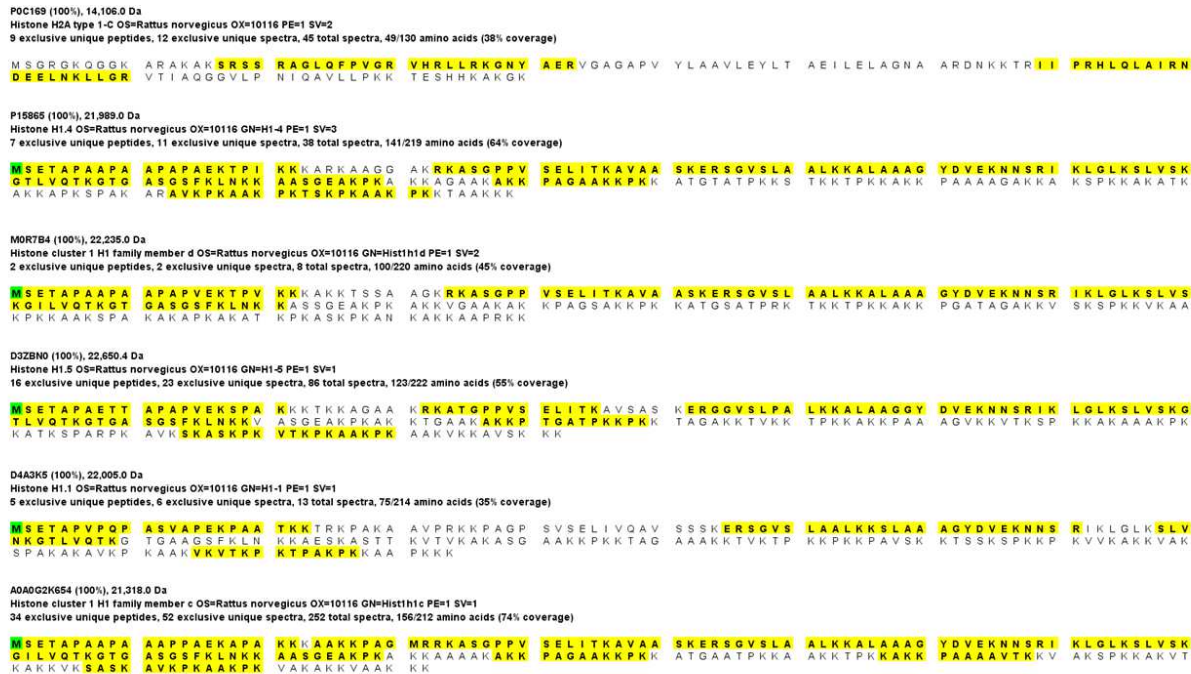 P0C169 (100%), 14,106.0 Da
Histone H2A type 1-C OS=Rattus norvegicus OX=10116 PE=1 SV=2
9 exclusive unique peptides, 12 exclusive unique spectra, 45 total spectra, 49/130 amino acids (38% coverage)
MSGRGKQGGK ARAKAKSRSS RAGLQFPVGR VHRLLRKGNY AERVGAGAPV YLAAVLEYLT AEILELAGNA ARDNKKTRII PRHLQLAIRN
DEELNKLLGR VTIAQGGVLP NIQAVLLPKK TESHHKAKGK
P15865 (100%), 21,989.0 Da
Histone H1.4 OS=Rattus norvegicus OX=10116 GN=H1-4 PE=1 SV=3
7 exclusive unique peptides, 11 exclusive unique spectra, 38 total spectra, 141/219 amino acids (64% coverage)
MSETAPAAPA APAPAEKTPI KKKARKAAGG AKRKASGPPV SELITKAVAA SKERSGVSLA ALKKALAAAG YDVEKNNSRI KLGLKSLVSK
GTLVQTKGTG ASGSFKLNKK AASGEAKPKA KKAGAAKAKK PAGAAKKPKK ATGTATPKKS TKKTPKKAKK PAAAAGAKKA KSPKKAKATK
AKKAPKSPAK ARAVKPKAAK PKTSKPKAAK PKKTAAKKK
M0R7B4 (100%), 22,235.0 Da
Histone cluster 1 H1 family member d OS=Rattus norvegicus OX=10116 GN=Hist1h1d PE=1 SV=2
2 exclusive unique peptides, 2 exclusive unique spectra, 8 total spectra, 100/220 amino acids (45% coverage)
MSETAPAAPA APAPVEKTPV KKKAKKTSSA AGKRKASGPP VSELITKAVA ASKERSGVSL AALKKALAAA GYDVEKNNSR IKLGLKSLVS
KGILVQTKGT GASGSFKLNK KASSGEAKPK AKKVGAAKAK KPAGSAKKPK KATGSATPRK TKKTPKKAKK PGATAGAKKV SKSPKKVKAA
KPKKAAKSPA KAKAPKAKAT KPKASKPKAN KAKKAAPRKK
D3ZBN0 (100%), 22,650.4 Da
Histone H1.5 OS=Rattus norvegicus OX=10116 GN=H1-5 PE=1 SV=1
16 exclusive unique peptides, 23 exclusive unique spectra, 86 total spectra, 123/222 amino acids (55% coverage)
MSETAPAETT APAPVEKSPA KKKTKKAGAA KRKATGPPVS ELITKAVSAS KERGGVSLPA LKKALAAGGY DVEKNNSRIK LGLKSLVSKG
TLVQTKGTGA SGSFKLNKKV ASGEAKPKAK KTGAAKAKKP TGATPKKPKK TAGAKKTVKK TPKKAKKPAA AGVKKVTKSP KKAKAAAKPK
KATKSPARPK AVKSKASKPK VTKPKAAKPK AAKVKKAVSK KK
D4A3K5 (100%), 22,005.0 Da
Histone H1.1 OS=Rattus norvegicus OX=10116 GN=H1-1 PE=1 SV=1
5 exclusive unique peptides, 6 exclusive unique spectra, 13 total spectra, 75/214 amino acids (35% coverage)
MSETAPVPQP ASVAPEKPAA TKKTRKPAKA AVPRKKPAGP SVSELIVQAV SSSKERSGVS LAALKKSLAA AGYDVEKNNS RIKLGLKSLV
NKGTLVQTKG TGAAGSFKLN KKAESKASTT KVTVKAKASG AAKKPKKTAG AAAKKTVKTP KKPKKPAVSK KTSSKSPKKP KVVKAKKVAK
SPAKAKAVKP KAAKVKVTKP KTPAKPKKAA PKKK
A0A0G2K654 (100%), 21,318.0 Da
Histone cluster 1 H1 family member c OS=Rattus norvegicus OX=10116 GN=Hist1h1c PE=1 SV=1
34 exclusive unique peptides, 52 exclusive unique spectra, 252 total spectra, 156/212 amino acids (74% coverage)
MSETAPAAPA AAPPAEKAPA KKKAAKKPAG MRRKASGPPV SELITKAVAA SKERSGVSLA ALKKALAAAG YDVEKNNSRI KLGLKSLVSK
GILVQTKGTG ASGSFKLNKK AASGEAKPKA KKAAAAKAKK PAGAAKKPKK ATGAATPKKA AKKTPKKAKK PAAAAVTKKV AKSPKKAKVT
KAKKVKSASK AVKPKAAKPK VAKAKKVAAK KK